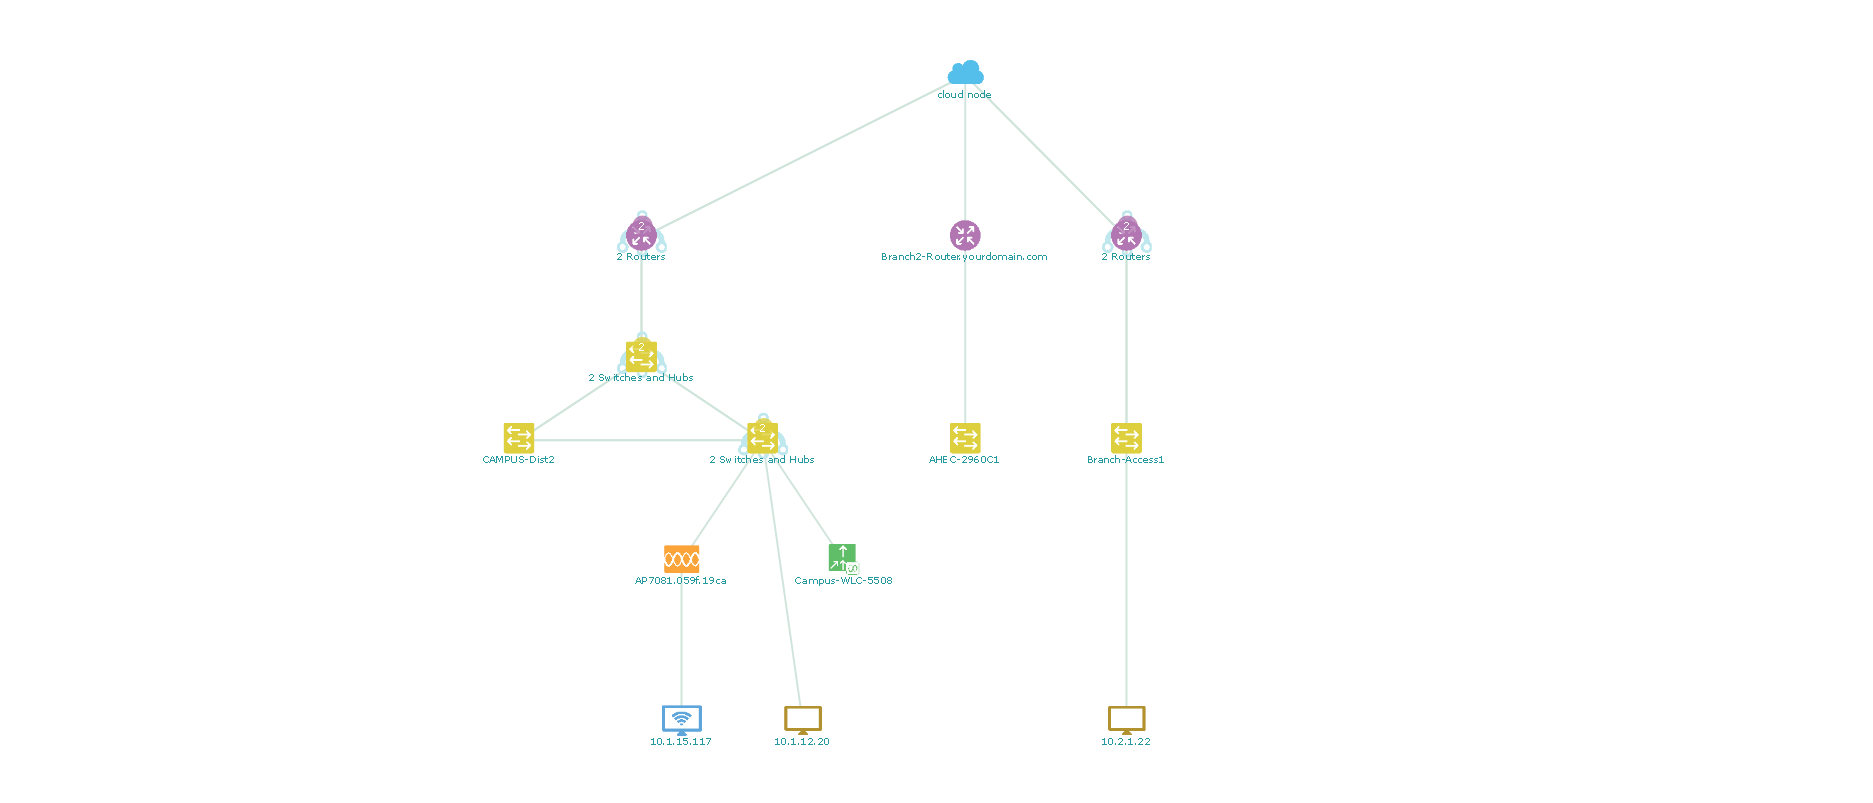 cloud node
2
2
2 Routers
Branch2-Router.yourdomain.com
2 Routers
2
2 Switches and Hubs
2
CAMPUS-Dist2
2 Switches and Hubs
AHEC-2960C1
Branch-Access1
AP7081.059f.19ca
Campus-WLC-5508
10.1.15.117
10.1.12.20
10.2.1.22